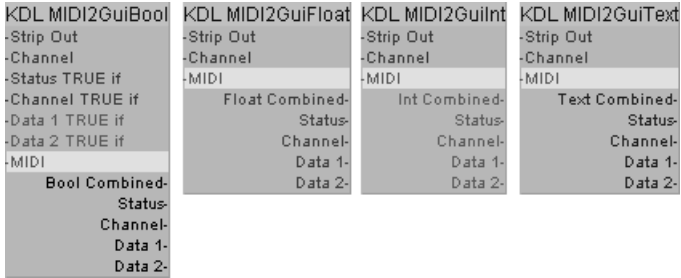 KDL MIDI2GuiBool
-Strip Out
-Channel
-Status TRUE if
-Channel TRUE if
-Data 1 TRUE if
-Data 2 TRUE if
-MIDI
Bool Combined-
Status-
Channel-
Data 1-
Data 2-
KDL MIDI2GuiFloat
-Strip Out
-Channel
-MIDI
Float Combined-
Status-
Channel-
Data 1-
Data 2-
KDL MIDI2GuiInt
-Strip Out
-Channel
-MIDI
Int Combined-
Status-
Channel-
Data 1-
Data 2-
KDL MIDI2GuiText
-Strip Out
-Channel
-MIDI
Text Combined-
Status-
Channel-
Data 1-
Data 2-